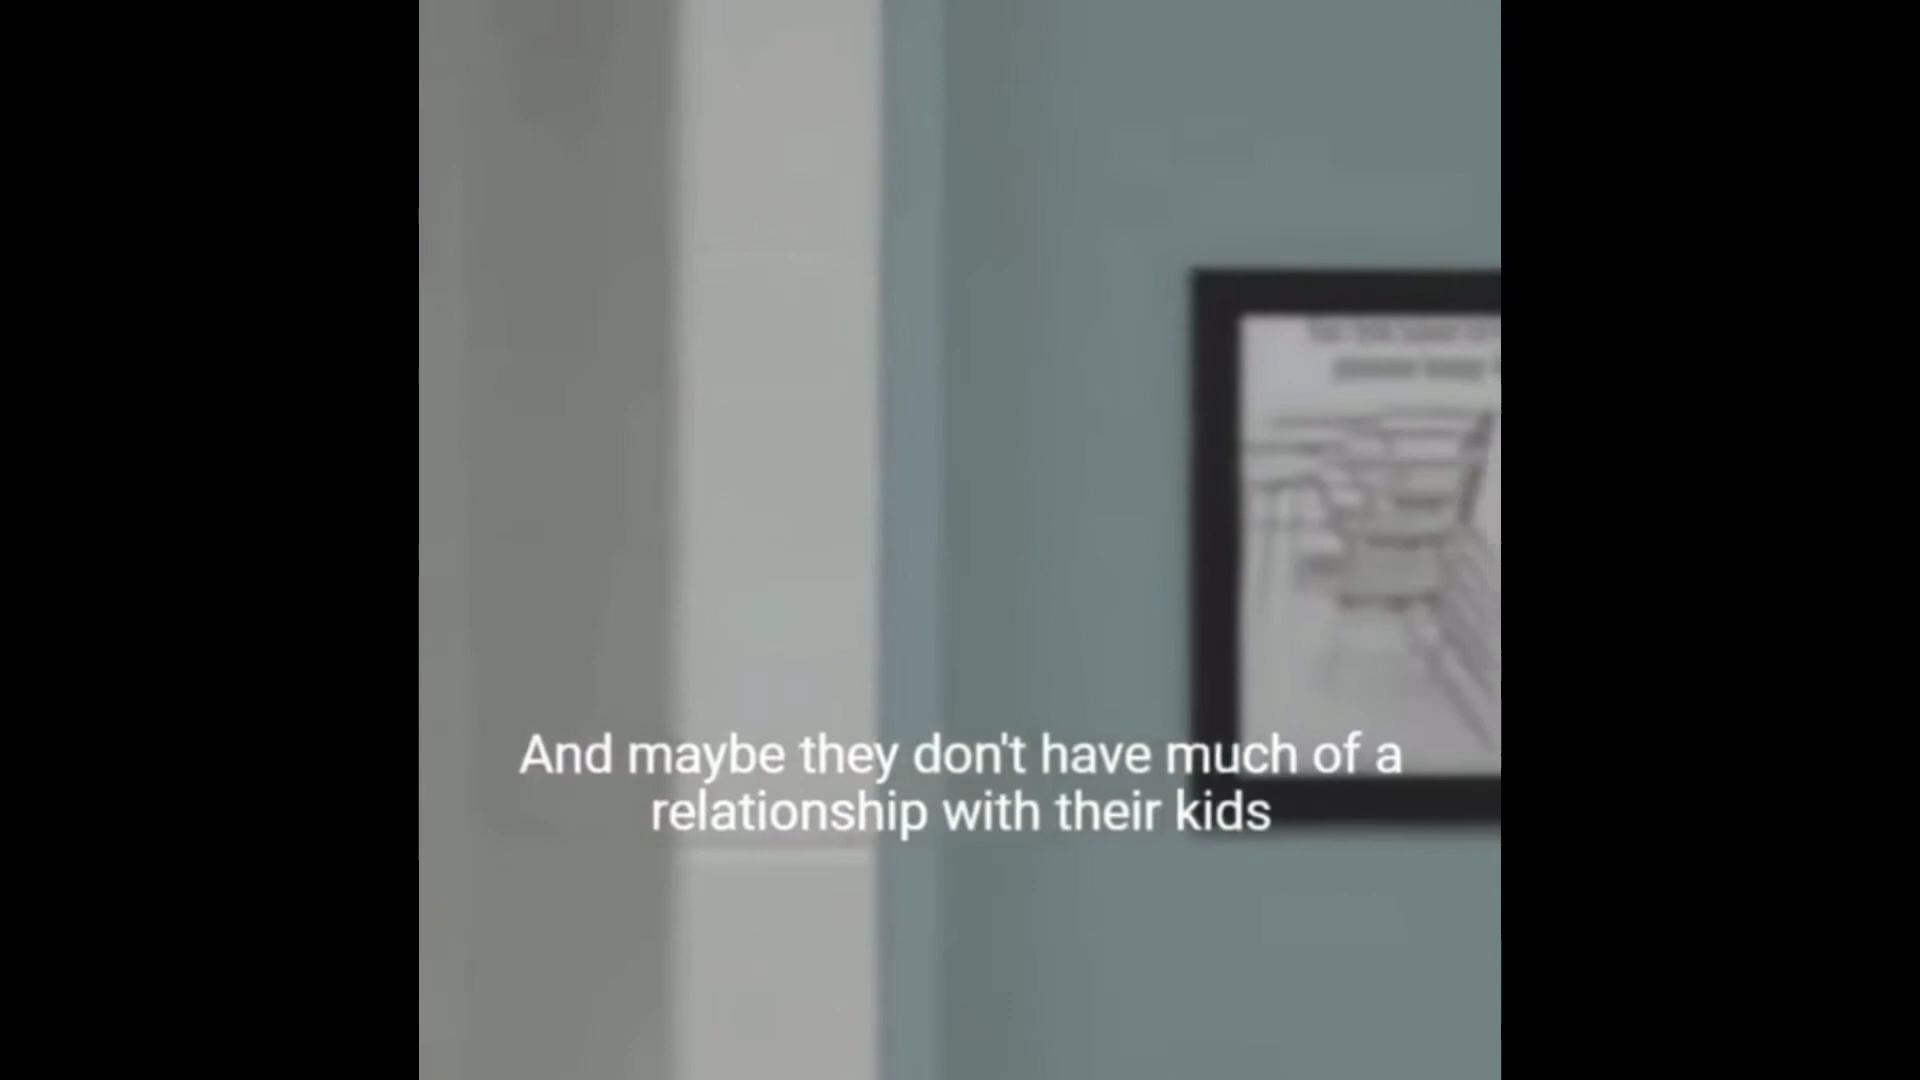 And maybe they don't have much of a
relationship with their kids